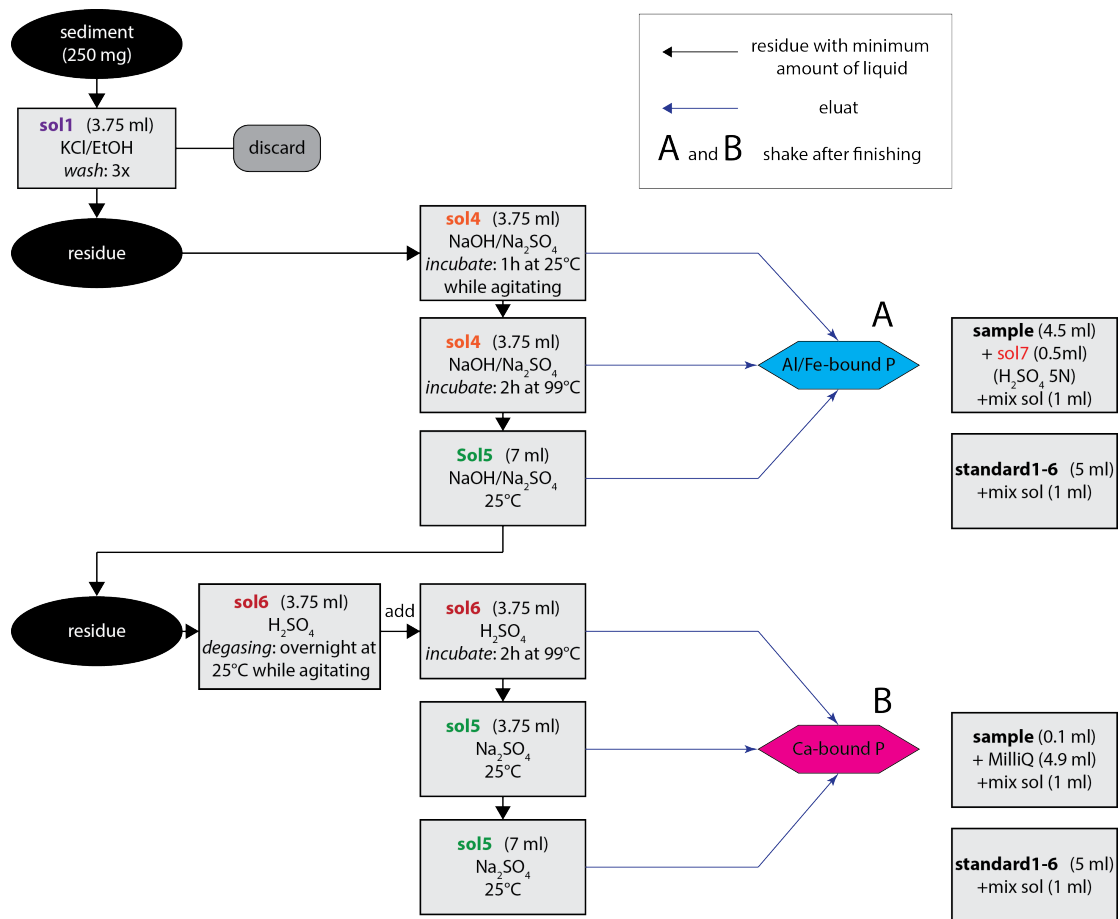 sediment
(250 mg)
sol1 (3.75 ml)
KCl/EtOH
wash: 3x
discard
residue
residue with minimum
amount of liquid
eluat
A and B shake after finishing
sol4 (3.75 ml)
NaOH/Na₂SO₄
incubate: 1h at 25°C
while agitating
sol4 (3.75 ml)
NaOH/Na₂SO₄
incubate: 2h at 99°C
Sol5 (7 ml)
NaOH/Na₂SO₄
25°C
A
Al/Fe-bound P
sample (4.5 ml)
+ sol7 (0.5ml)
(H₂SO₄ 5N)
+mix sol (1 ml)
standard1-6 (5 ml)
+mix sol (1 ml)
residue
sol6 (3.75 ml)
H₂SO₄
degasing: overnight at
25°C while agitating
add
sol6 (3.75 ml)
H₂SO₄
incubate: 2h at 99°C
sol5 (3.75 ml)
Na₂SO₄
25°C
sol5 (7 ml)
Na₂SO₄
25°C
B
Ca-bound P
sample (0.1 ml)
+ MilliQ (4.9 ml)
+mix sol (1 ml)
standard1-6 (5 ml)
+mix sol (1 ml)